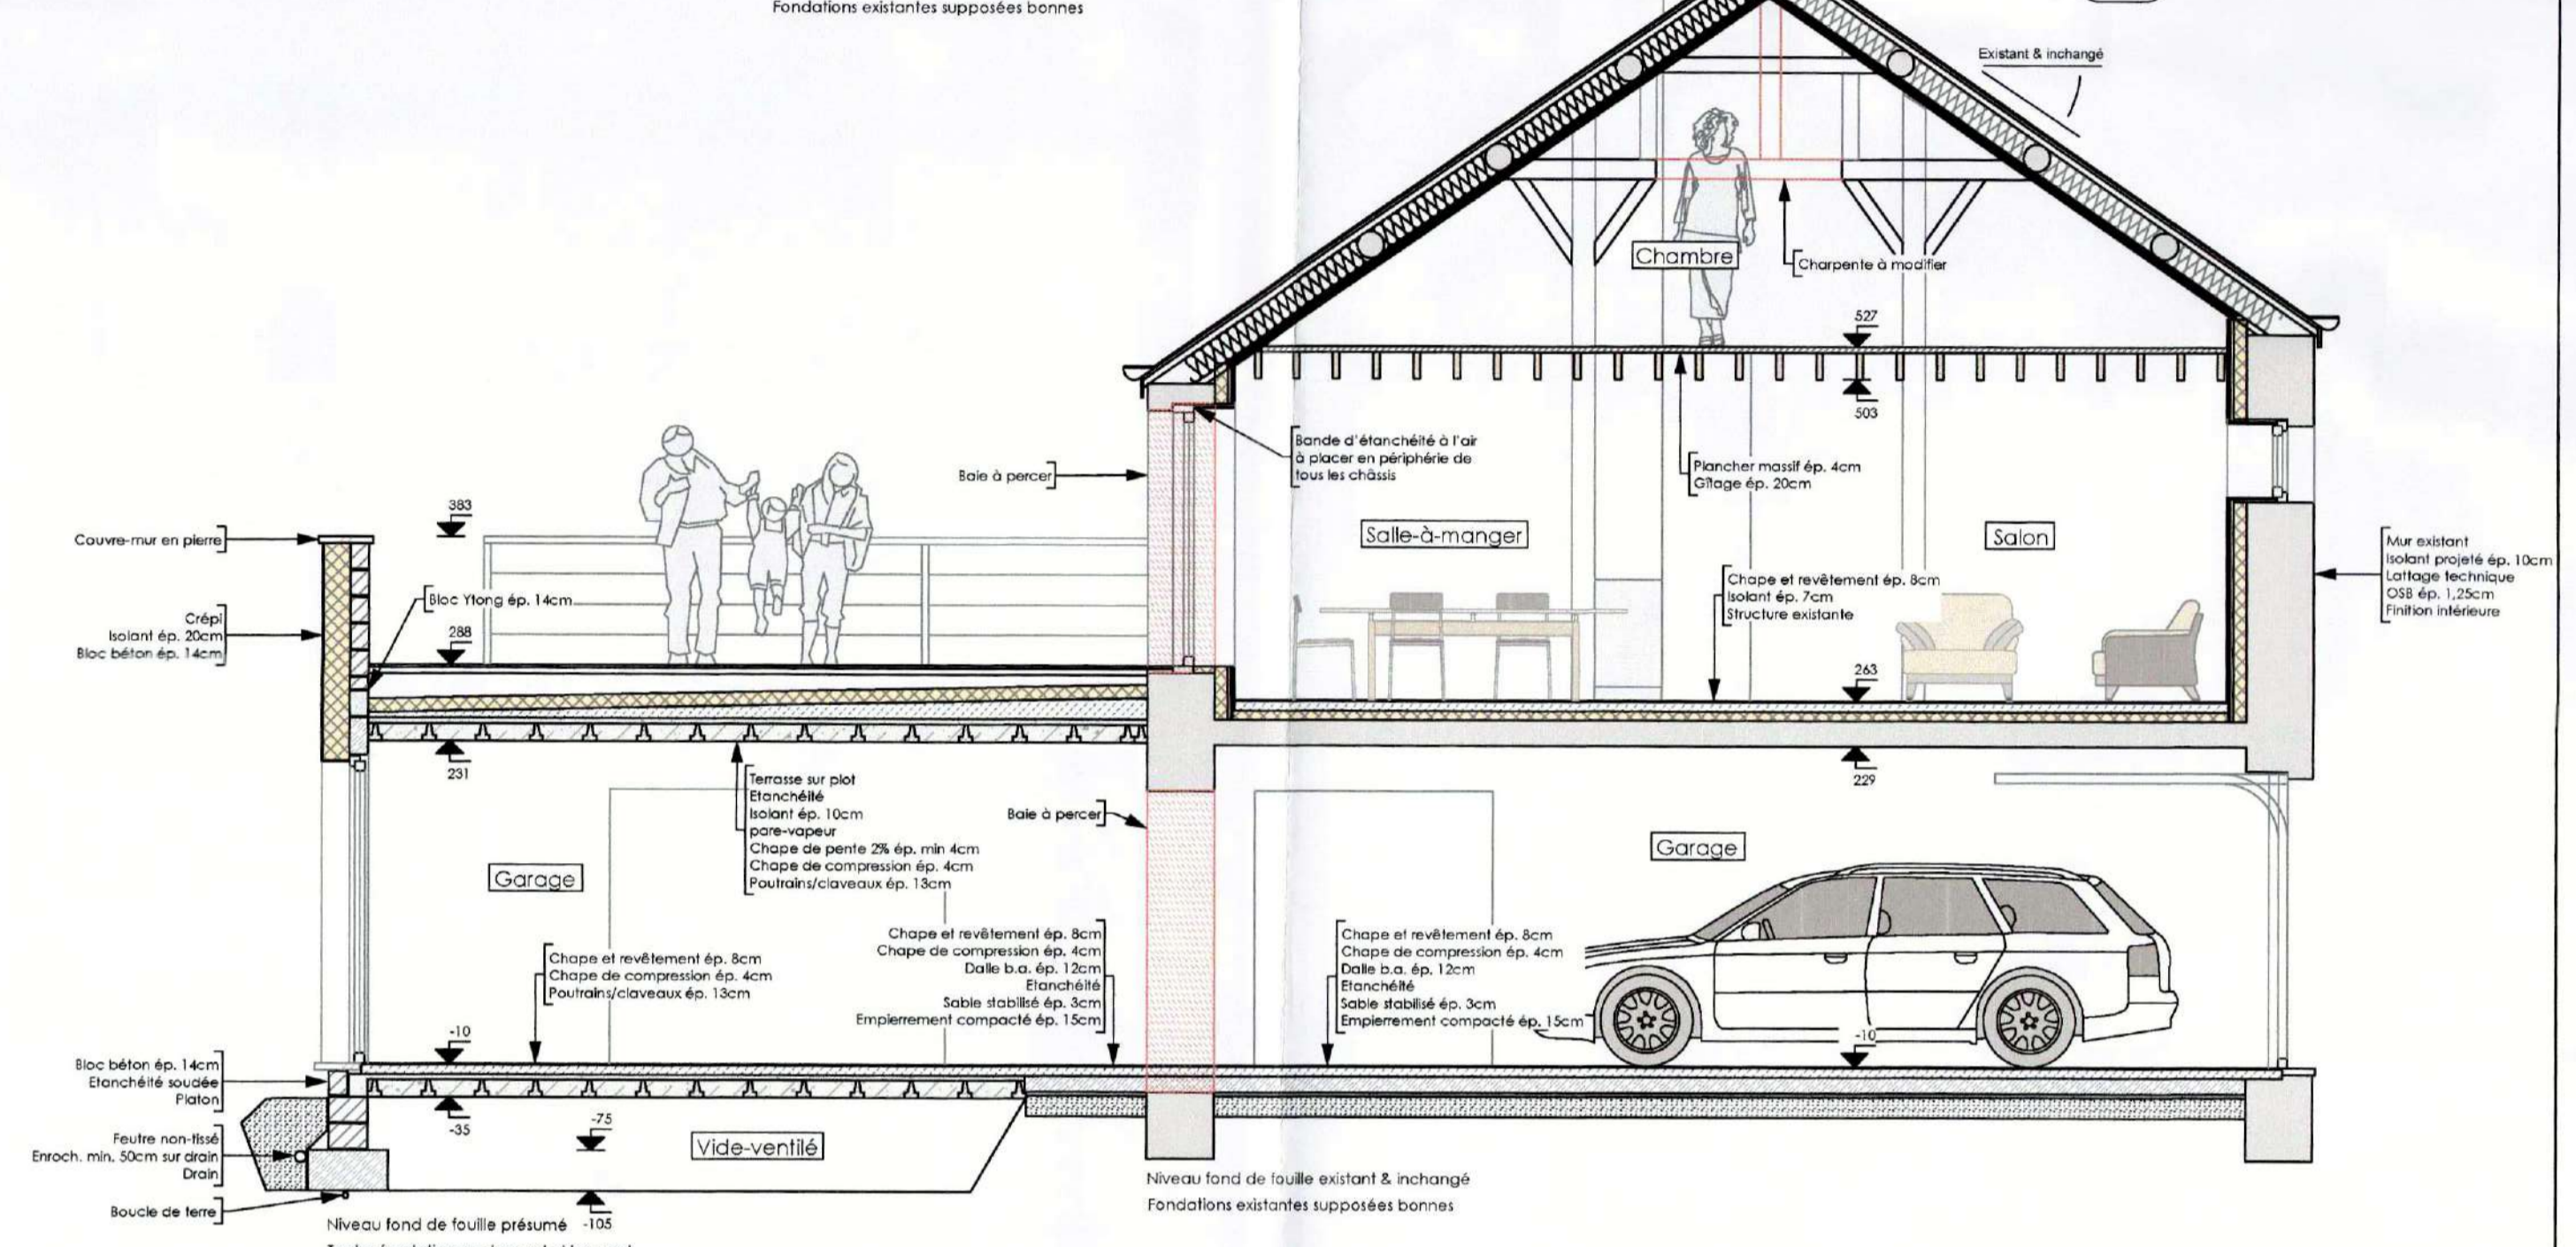 Fondations existantes supposées bonnes
Existant & inchangé
Chambre
Charpente à modifier
527
503
Bande d'étanchéité à l'air
à placer en périphérie de
tous les châssis
Baie à percer
Plancher massif ép. 4cm
Gîtage ép. 20cm
383
Couvre-mur en pierre
Salle-à-manger
Salon
Mur existant
Isolant projeté ép. 10cm
Lattage technique
OSB ép. 1,25cm
Finition intérieure
Bloc Ytong ép. 14cm
Chape et revêtement ép. 8cm
Isolant ép. 7cm
Structure existante
Crépi
Isolant ép. 20cm
Bloc béton ép. 14cm
288
263
231
229
Terrasse sur plot
Etanchéité
Isolant ép. 10cm
pare-vapeur
Chape de pente 2% ép. min 4cm
Chape de compression ép. 4cm
Poutrains/claveaux ép. 13cm
Baie à percer
Garage
Garage
Chape et revêtement ép. 8cm
Chape de compression ép. 4cm
Poutrains/claveaux ép. 13cm
Chape et revêtement ép. 8cm
Chape de compression ép. 4cm
Dalle b.a. ép. 12cm
Etanchéité
Sable stabilisé ép. 3cm
Empierrement compacté ép. 15cm
Chape et revêtement ép. 8cm
Chape de compression ép. 4cm
Dalle b.a. ép. 12cm
Etanchéité
Sable stabilisé ép. 3cm
Empierrement compacté ép. 15cm
-10
-10
Bloc béton ép. 14cm
Etanchéité soudée
Platon
-35
-75
Vide-ventilé
Feutre non-tissé
Enroch. min. 50cm sur drain
Drain
Boucle de terre
-105
Niveau fond de fouille présumé
Niveau fond de fouille existant & inchangé
Fondations existantes supposées bonnes